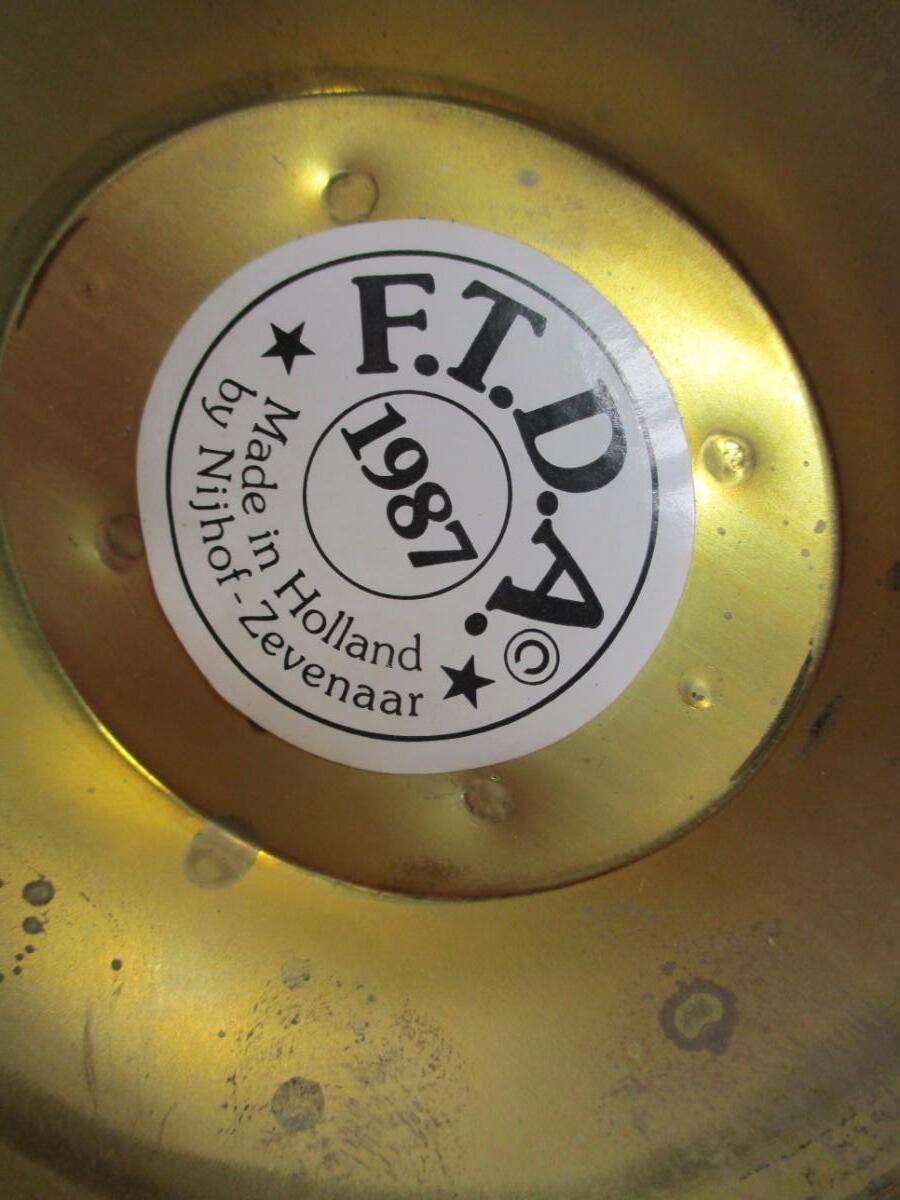 F.T.D.A. ©
1987
Made in Holland
by Nijhof-Zevenaar